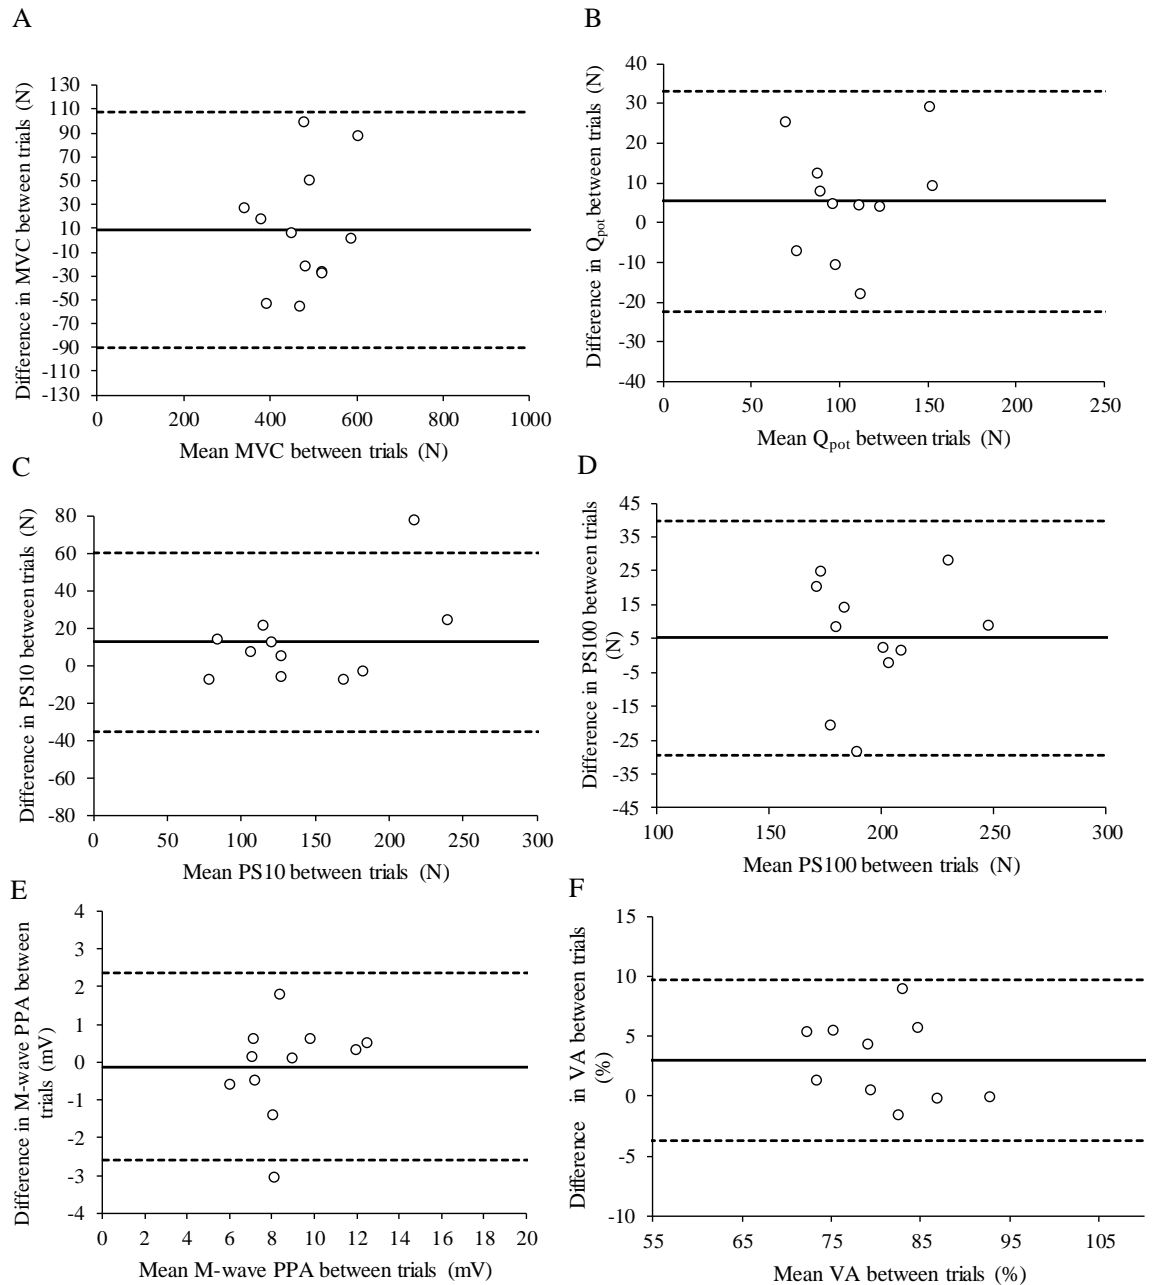 A
Difference in MVC between trials (N)
130
110
90
70
50
30
10
-10
-30
-50
-70
-90
-110
-130
0 200 400 600 800 1000
Mean MVC between trials (N)
B
Difference in Qpot between trials (N)
40
30
20
10
0
-10
-20
-30
-40
0 50 100 150 200 250
Mean Qpot between trials (N)
C
Difference in PS10 between trials (N)
80
60
40
20
0
-20
-40
-60
-80
0 50 100 150 200 250 300
Mean PS10 between trials (N)
D
Difference in PS100 between trials
(N)
45
35
25
15
5
-5
-15
-25
-35
-45
100 150 200 250 300
Mean PS100 between trials (N)
E
Difference in M-wave PPA between
trials (mV)
4
3
2
1
0
-1
-2
-3
-4
0 2 4 6 8 10 12 14 16 18 20
Mean M-wave PPA between trials (mV)
F
Difference in VA between trials
(%)
15
10
5
0
-5
-10
55 65 75 85 95 105
Mean VA between trials (%)